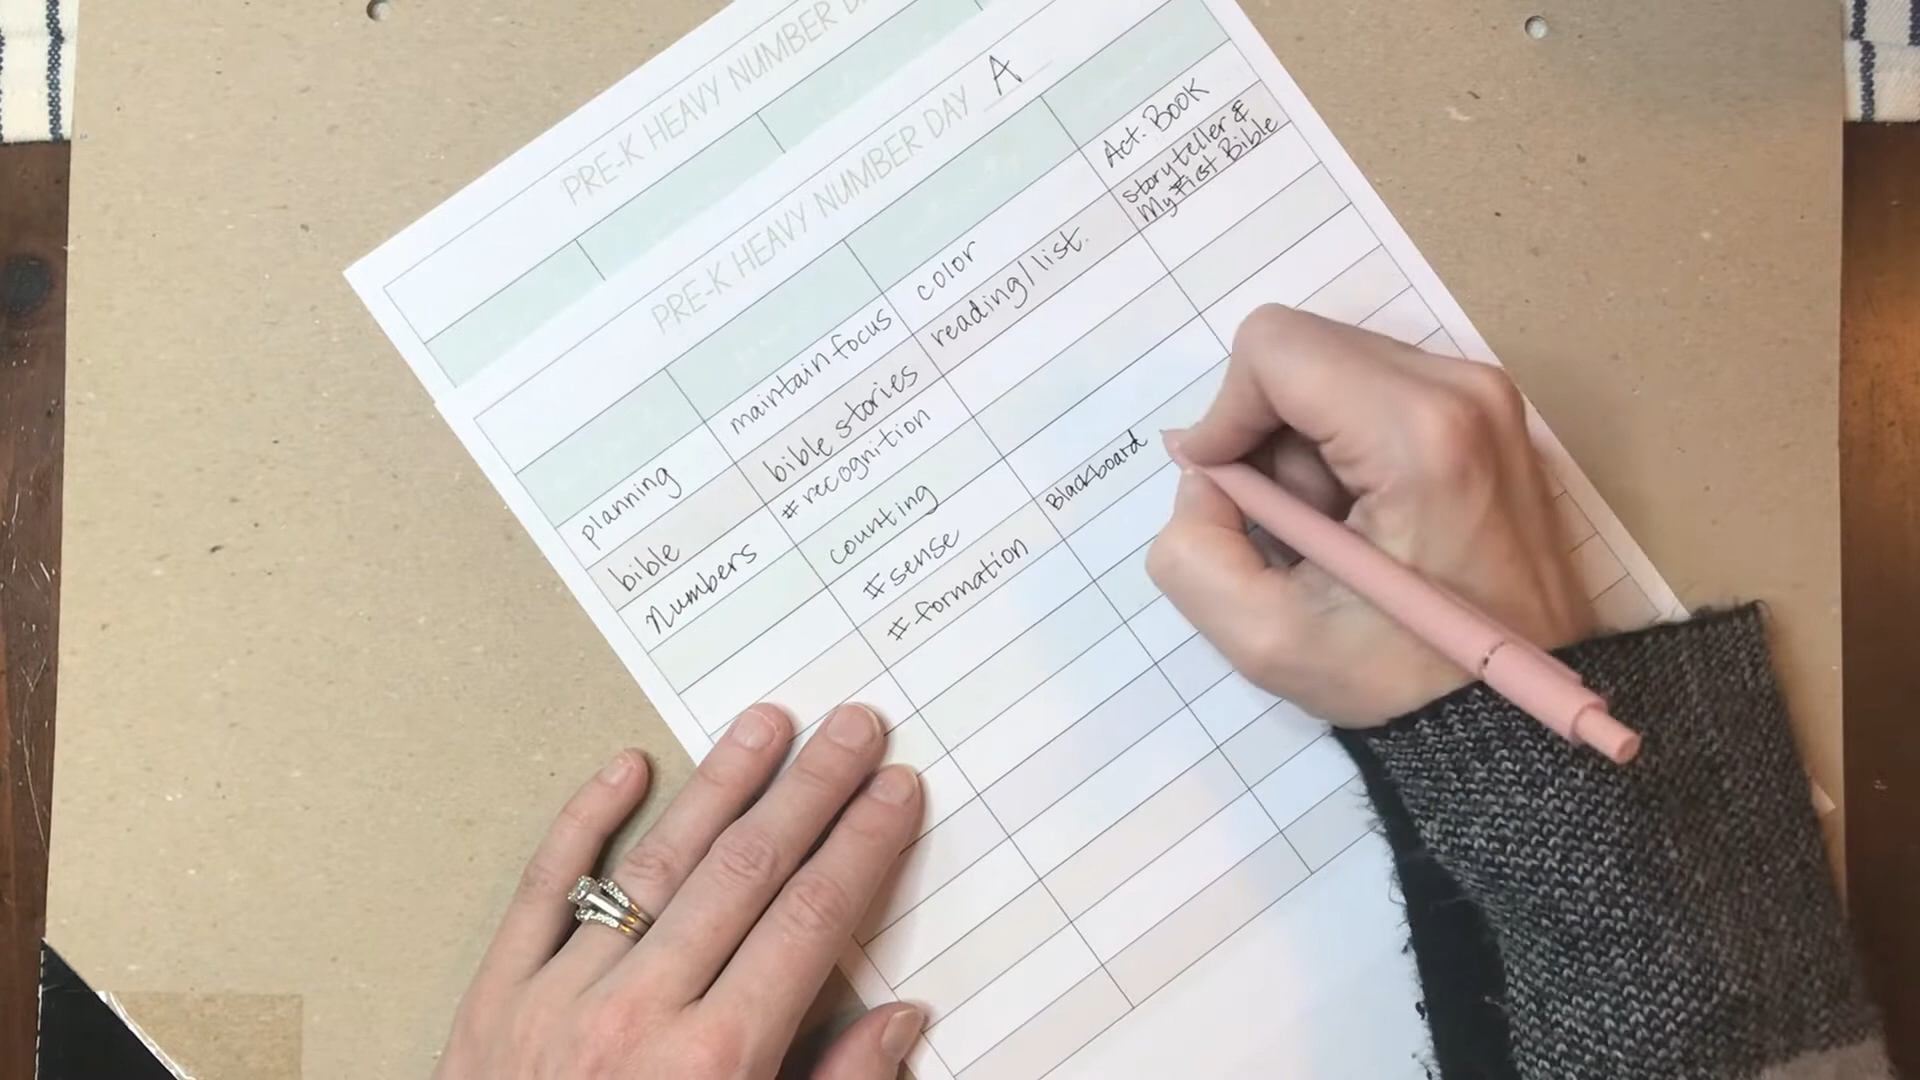 PRE-K HEAVY NUMBER
PRE-K HEAVY NUMBER DAY A
planning maintain focus color Act. Book
bible bible stories reading/list. storyteller &
My First Bible
Numbers #recognition
counting
#sense
#formation Blackboard